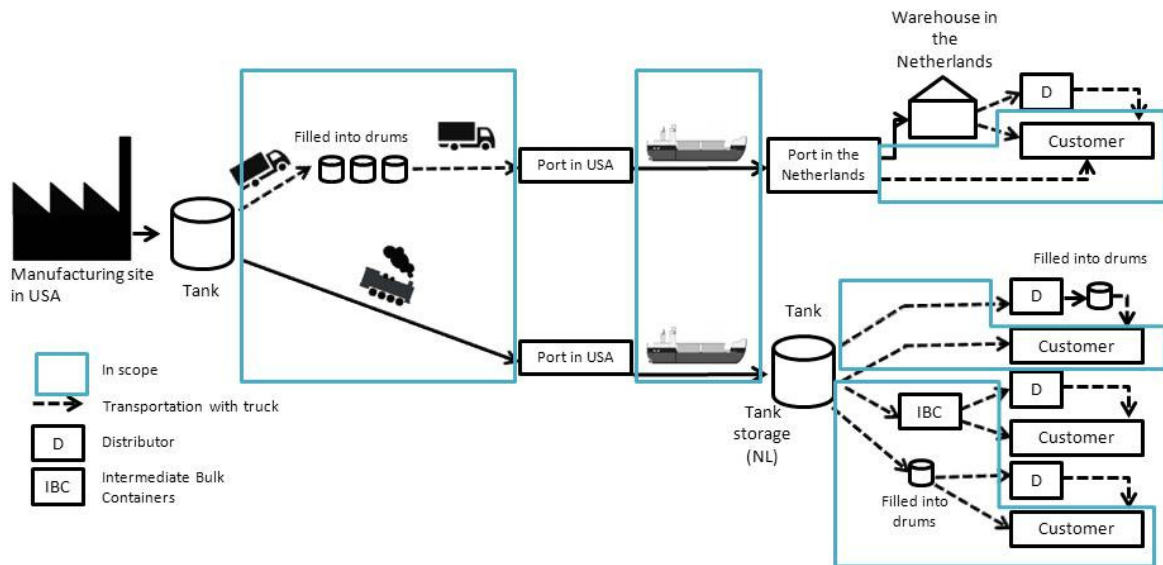 Warehouse in
the
Netherlands
D
Customer
Filled into drums
Port in USA
Port in the
Netherlands
Manufacturing site
in USA
Tank
Port in USA
Tank
Tank
storage
(NL)
Filled into drums
D
Customer
IBC
D
Customer
Filled into
drums
D
Customer
In scope
Transportation with truck
D
Distributor
IBC
Intermediate Bulk
Containers